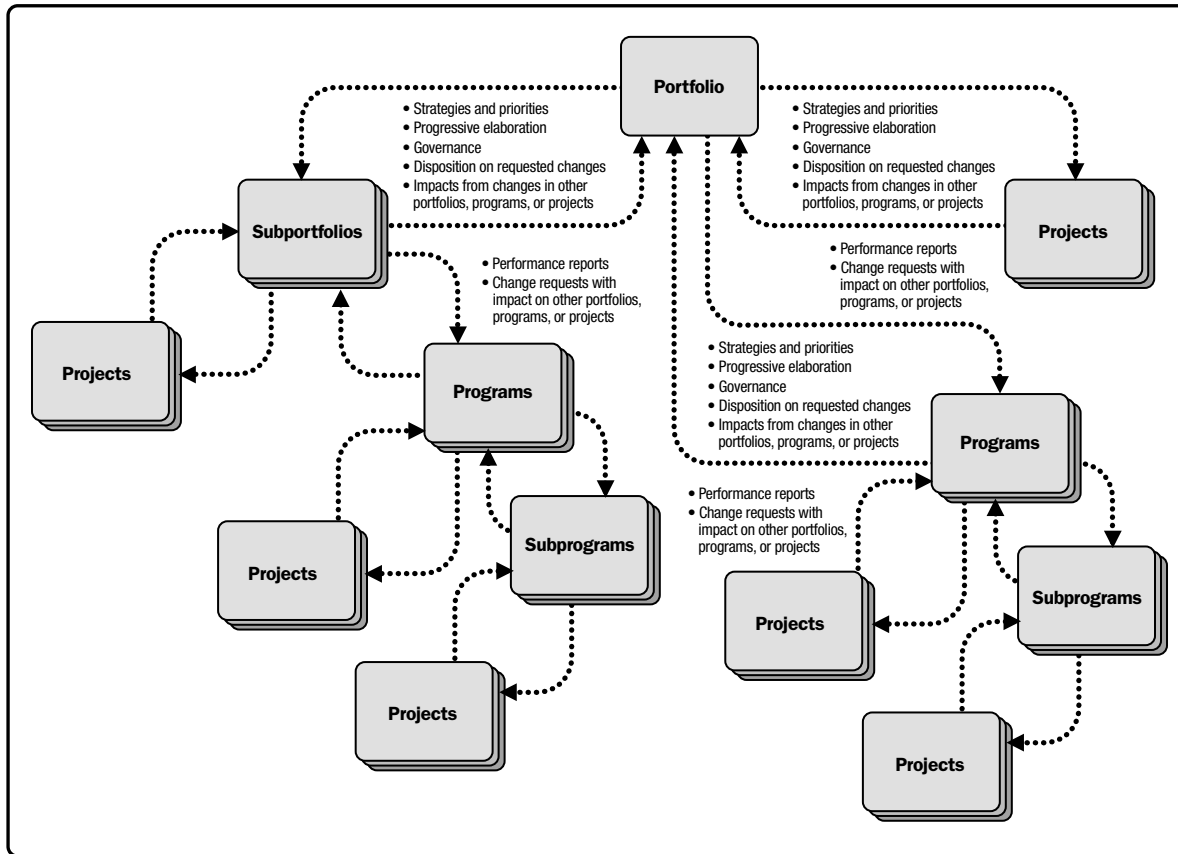 Portfolio
• Strategies and priorities
• Progressive elaboration
• Governance
• Disposition on requested changes
• Impacts from changes in other
portfolios, programs, or projects
• Strategies and priorities
• Progressive elaboration
• Governance
• Disposition on requested changes
• Impacts from changes in other
portfolios, programs, or projects
Subportfolios
Projects
• Performance reports
• Change requests with
impact on other portfolios,
programs, or projects
• Performance reports
• Change requests with
impact on other portfolios,
programs, or projects
Projects
Programs
• Strategies and priorities
• Progressive elaboration
• Governance
• Disposition on requested changes
• Impacts from changes in other
portfolios, programs, or projects
Programs
• Performance reports
• Change requests with
impact on other portfolios,
programs, or projects
Projects
Subprograms
Projects
Subprograms
Projects
Projects